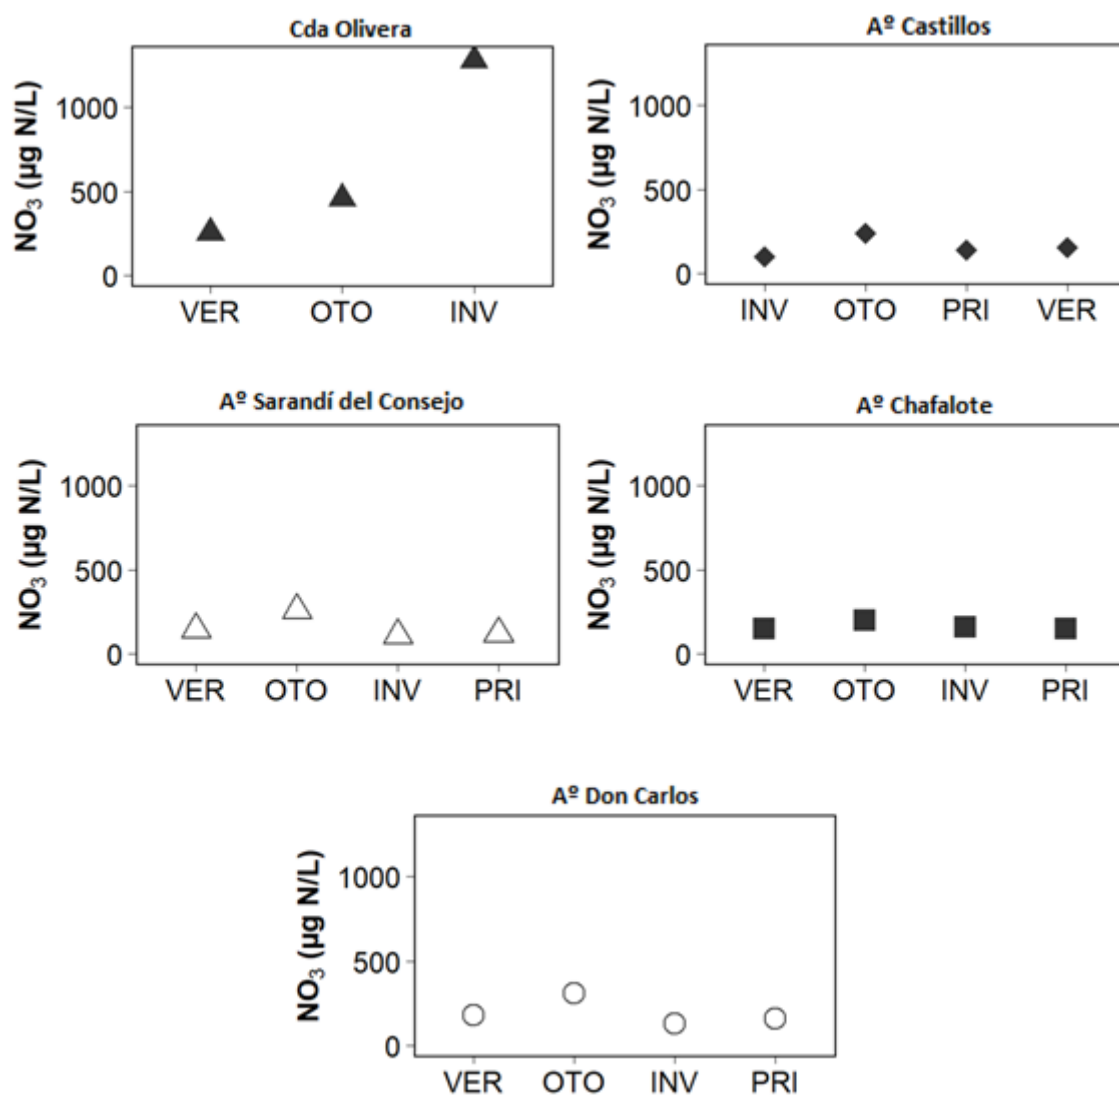 Cda Olivera
NO3 (µg N/L)
1000
500
0
VER OTO INV
Aº Castillos
NO3 (µg N/L)
1000
500
0
INV OTO PRI VER
Aº Sarandí del Consejo
NO3 (µg N/L)
1000
500
0
VER OTO INV PRI
Aº Chafalote
NO3 (µg N/L)
1000
500
0
VER OTO INV PRI
Aº Don Carlos
NO3 (µg N/L)
1000
500
0
VER OTO INV PRI